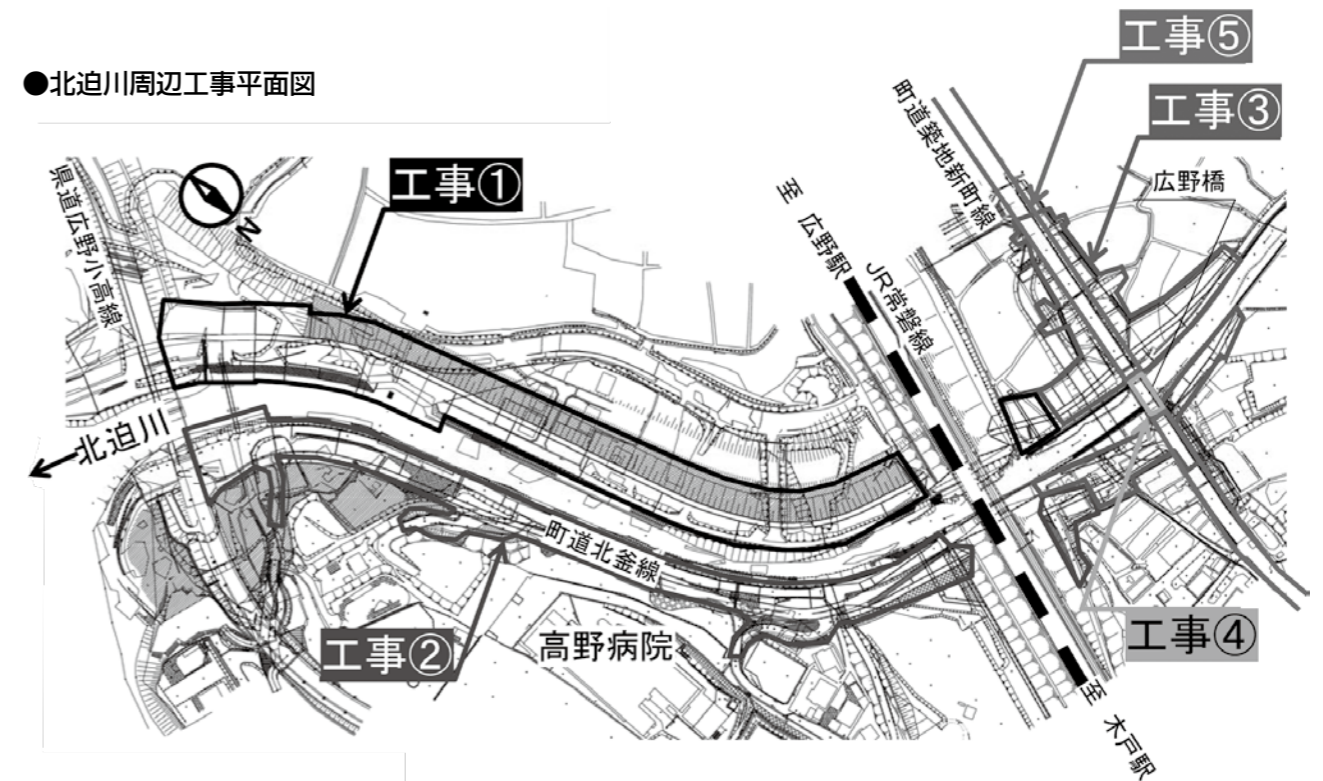 ●北迫川周辺工事平面図
工事⑤
工事③
町道築地新町線
広野橋
工事①
至 広野駅
JR常磐線
県道広野小高線
N
北迫川
町道北釜線
工事②
高野病院
工事④
至 木戸駅